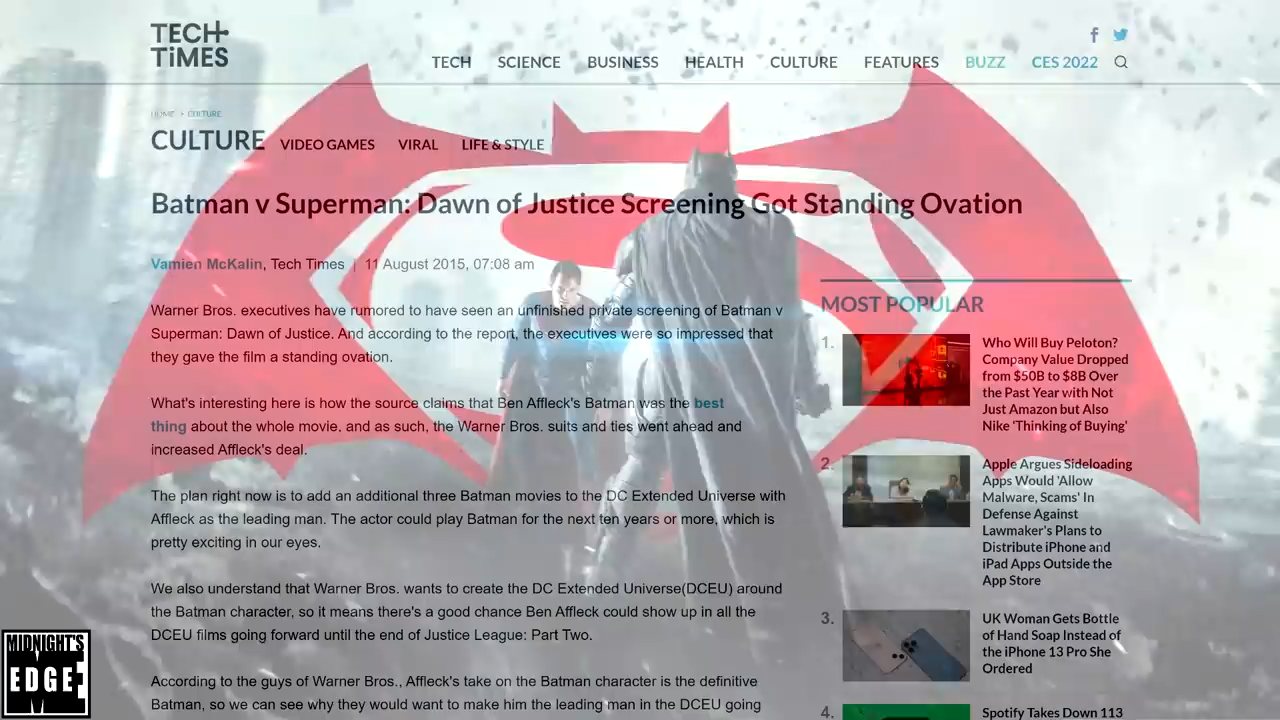 TECH
TIMES
TECH SCIENCE BUSINESS HEALTH CULTURE FEATURES BUZZ CES 2022
HOME > CULTURE
CULTURE VIDEO GAMES VIRAL LIFE & STYLE
Batman v Superman: Dawn of Justice Screening Got Standing Ovation
Vamien McKalin, Tech Times | 11 August 2015, 07:08 am
Warner Bros. executives have rumored to have seen an unfinished private screening of Batman v
Superman: Dawn of Justice. And according to the report, the executives were so impressed that
they gave the film a standing ovation.
What's interesting here is how the source claims that Ben Affleck's Batman was the best
thing about the whole movie. and as such, the Warner Bros. suits and ties went ahead and
increased Affleck's deal.
The plan right now is to add an additional three Batman movies to the DC Extended Universe with
Affleck as the leading man. The actor could play Batman for the next ten years or more, which is
pretty exciting in our eyes.
We also understand that Warner Bros. wants to create the DC Extended Universe(DCEU) around
the Batman character, so it means there's a good chance Ben Affleck could show up in all the
DCEU films going forward until the end of Justice League: Part Two.
According to the guys of Warner Bros., Affleck's take on the Batman character is the definitive
Batman, so we can see why they would want to make him the leading man in the DCEU going
MOST POPULAR
1.
Who Will Buy Peloton?
Company Value Dropped
from $50B to $8B Over
the Past Year with Not
Just Amazon but Also
Nike 'Thinking of Buying'
2.
Apple Argues Sideloading
Apps Would 'Allow
Malware, Scams' In
Defense Against
Lawmaker's Plans to
Distribute iPhone and
iPad Apps Outside the
App Store
3.
UK Woman Gets Bottle
of Hand Soap Instead of
the iPhone 13 Pro She
Ordered
4.
Spotify Takes Down 113
MIDNIGHT'S
EDGE
ME